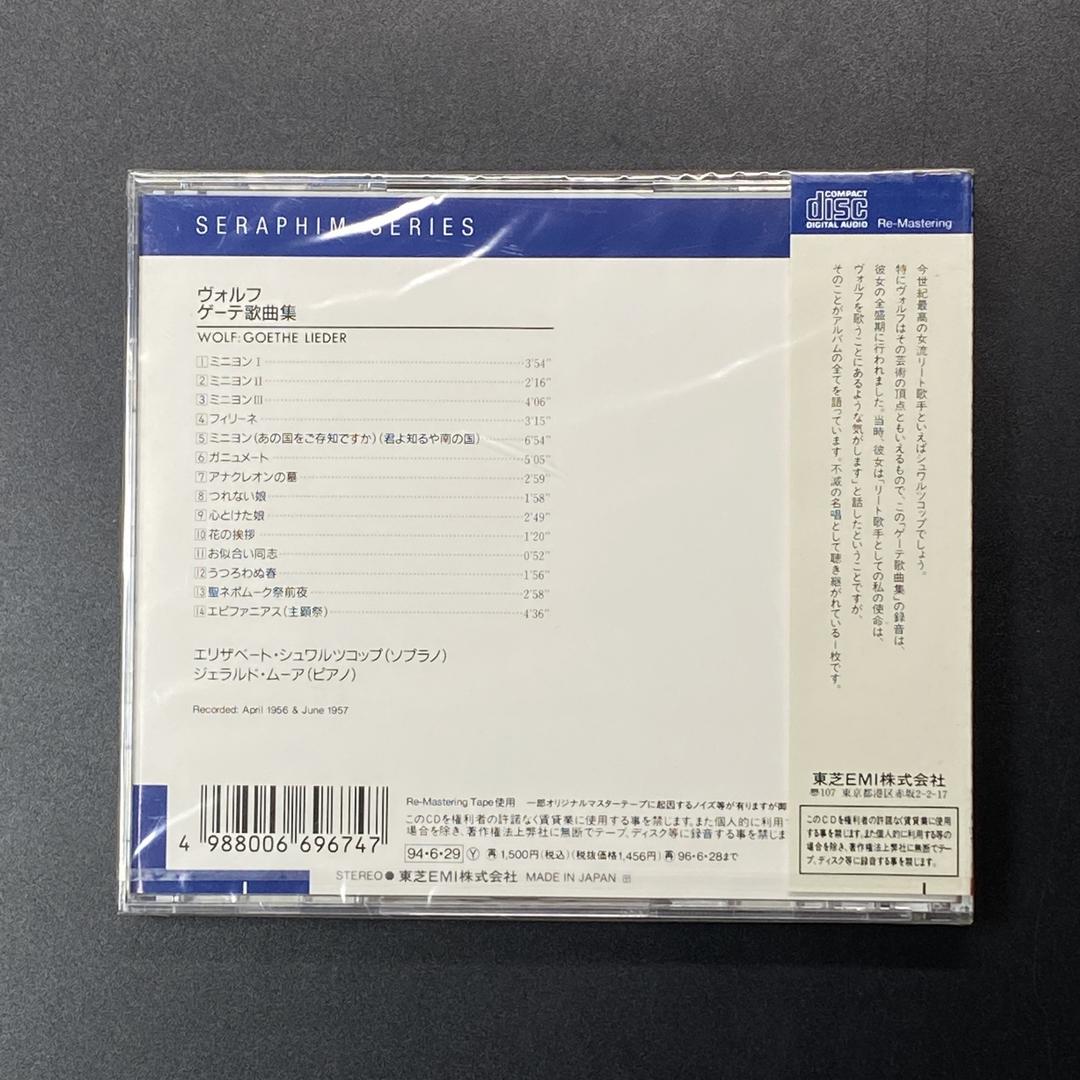 SERAPHIM SERIES
ヴォルフ
ゲーテ歌曲集
WOLF: GOETHE LIEDER
1 ミニヨンⅠ 3'54"
2 ミニヨンⅡ 2'16"
3 ミニヨンⅢ 4'06"
4 フィリーネ 3'15"
5 ミニヨン(あの国をご存知ですか)(君よ知るや南の国) 6'54"
6 ガニュメート 5'05"
7 アナクレオンの墓 2'59"
8 つれない娘 1'58"
9 心とけた娘 2'49"
10 花の挨拶 1'20"
11 お似合い同志 0'52"
12 うつろわぬ春 1'56"
13 聖ネポムーク祭前夜 2'58"
14 エピファニアス(主顕祭) 4'36"
エリザベート・シュワルツコップ(ソプラノ)
ジェラルド・ムーア(ピアノ)
Recorded: April 1956 & June 1957
4 988006 696747
Re-Mastering Tape使用 一部オリジナルマスターテープに起因するノイズ等が有りますが御
このCDを権利者の許諾なく賃貸業に使用する事を禁じます。また個人的に利用
場合を除き、著作権法上弊社に無断でテープ、ディスク等に録音する事を禁じま
94・6・29 Ⓨ 再 1,500円(税込)(税抜価格1,456円) 再 96・6・28まで
STEREO● 東芝EMI株式会社 MADE IN JAPAN
COMPACT
disc
DIGITAL AUDIO Re-Mastering
今世紀最高の女流リート歌手といえばシュワルツコップでしょう。
特にヴォルフはその芸術の頂点ともいえるもので、この「ゲーテ歌曲集」の録音は、
彼女の全盛期に行われました。当時、彼女は「リート歌手としての私の使命は、
ヴォルフを歌うことにあるような気がします」と話したということですが、
そのことがアルバムの全てを語っています。不滅の名唱として聴き継がれている1枚です。
東芝EMI株式会社
〒107 東京都港区赤坂2-2-17
このCDを権利者の許諾なく賃貸業に使用
する事を禁じます。また個人的に利用する等の
場合を除き、著作権法上弊社に無断でテー
プ、ディスク等に録音する事を禁じます。